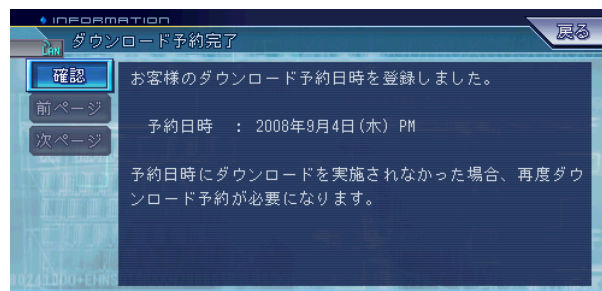 INFORMATION
LAN ダウンロード予約完了
戻る
確認
前ページ
次ページ
お客様のダウンロード予約日時を登録しました。
予約日時 : 2008年9月4日(木) PM
予約日時にダウンロードを実施されなかった場合、再度ダウ
ンロード予約が必要になります。